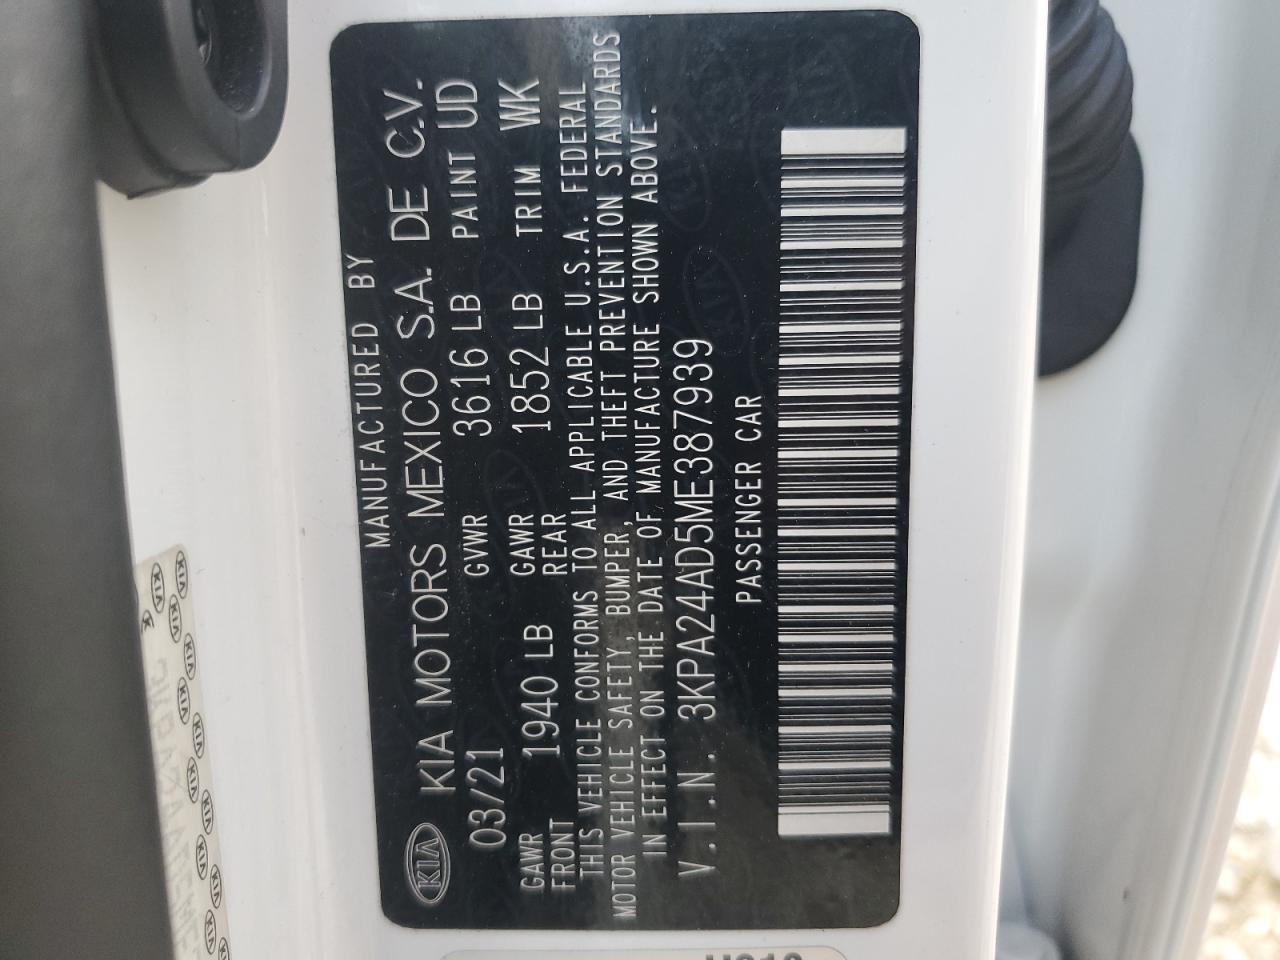 MANUFACTURED BY
KIA KIA MOTORS MEXICO S.A. DE C.V.
03/21 GVWR 3616 LB PAINT UD
GAWR FRONT 1940 LB GAWR REAR 1852 LB TRIM WK
THIS VEHICLE CONFORMS TO ALL APPLICABLE U.S.A. FEDERAL
MOTOR VEHICLE SAFETY, BUMPER, AND THEFT PREVENTION STANDARDS
IN EFFECT ON THE DATE OF MANUFACTURE SHOWN ABOVE.
V.I.N. 3KPA24AD5ME387939
PASSENGER CAR